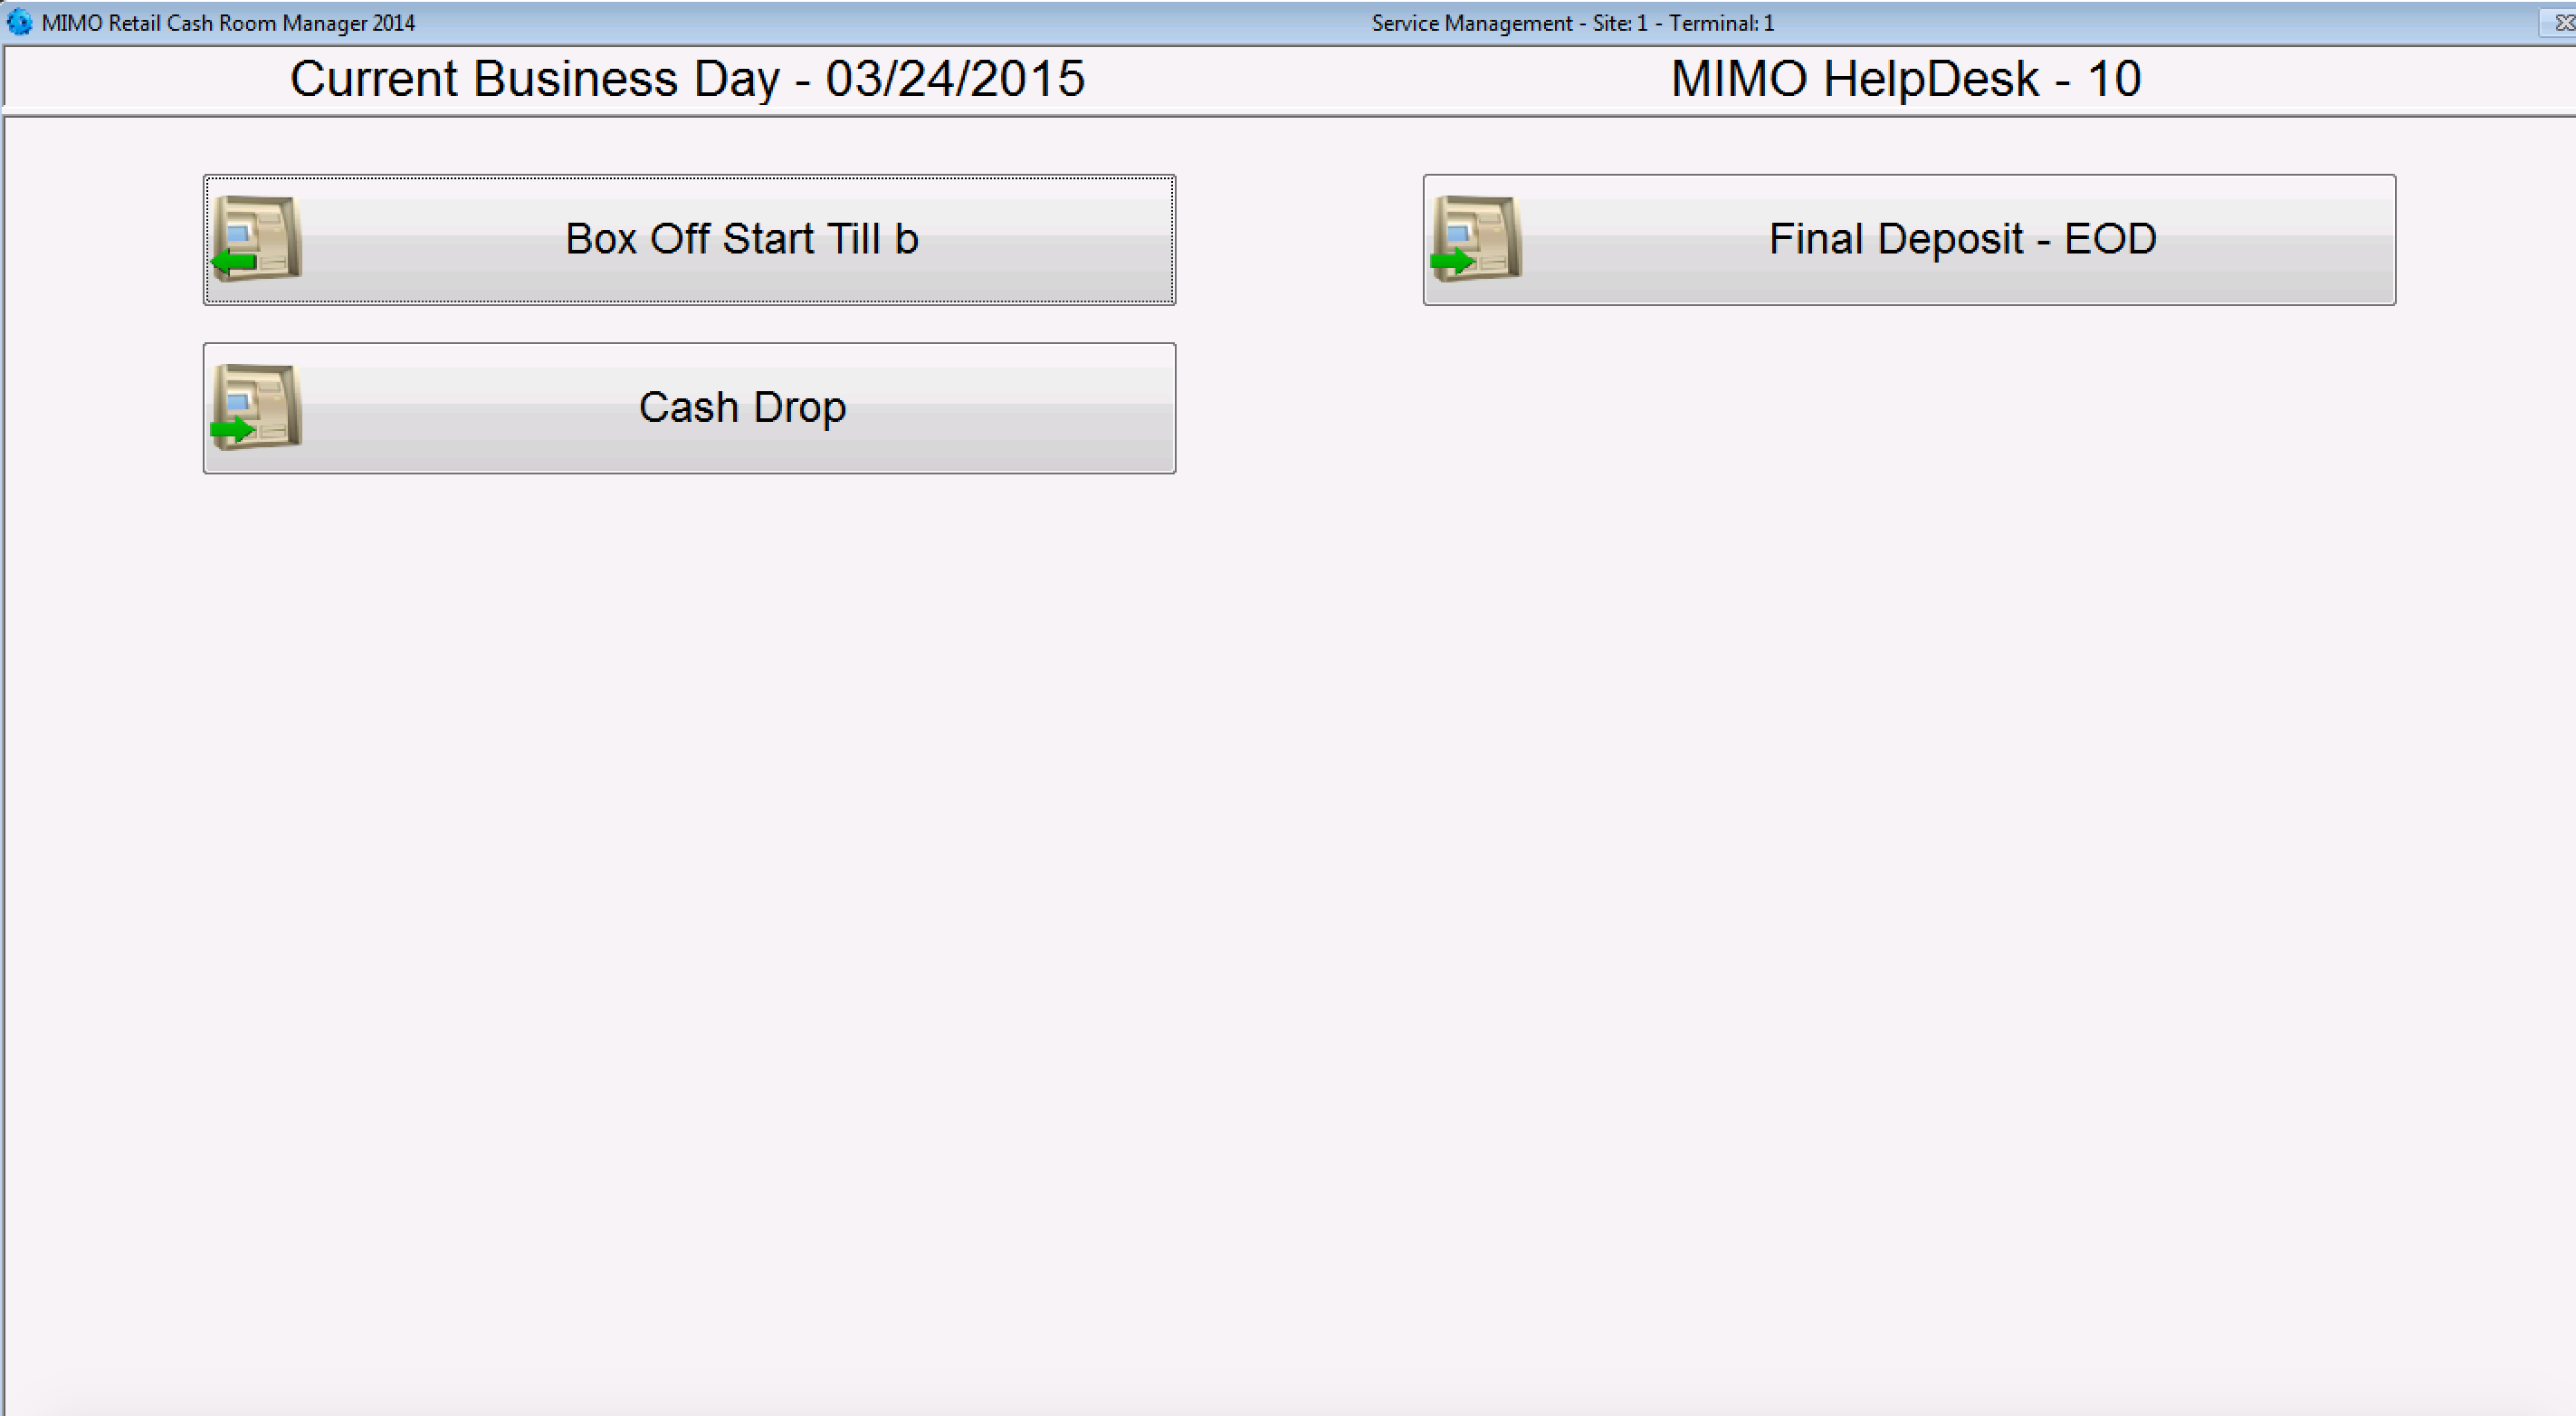 MIMO Retail Cash Room Manager 2014
Service Management - Site: 1 - Terminal: 1
Current Business Day - 03/24/2015
MIMO HelpDesk - 10
Box Off Start Till b
Final Deposit - EOD
Cash Drop